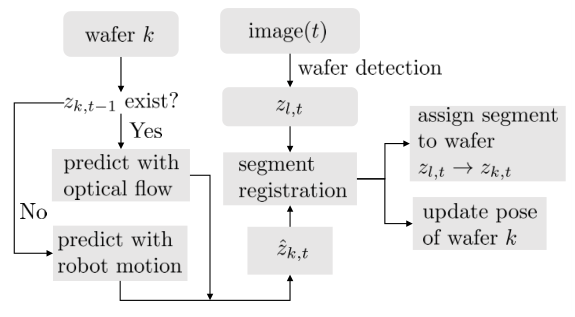 wafer k
z_{k,t−1} exist?
Yes
predict with
optical flow
No
predict with
robot motion
image(t)
wafer detection
z_{l,t}
segment
registration
ẑ_{k,t}
assign segment
to wafer
z_{l,t} → z_{k,t}
update pose
of wafer k